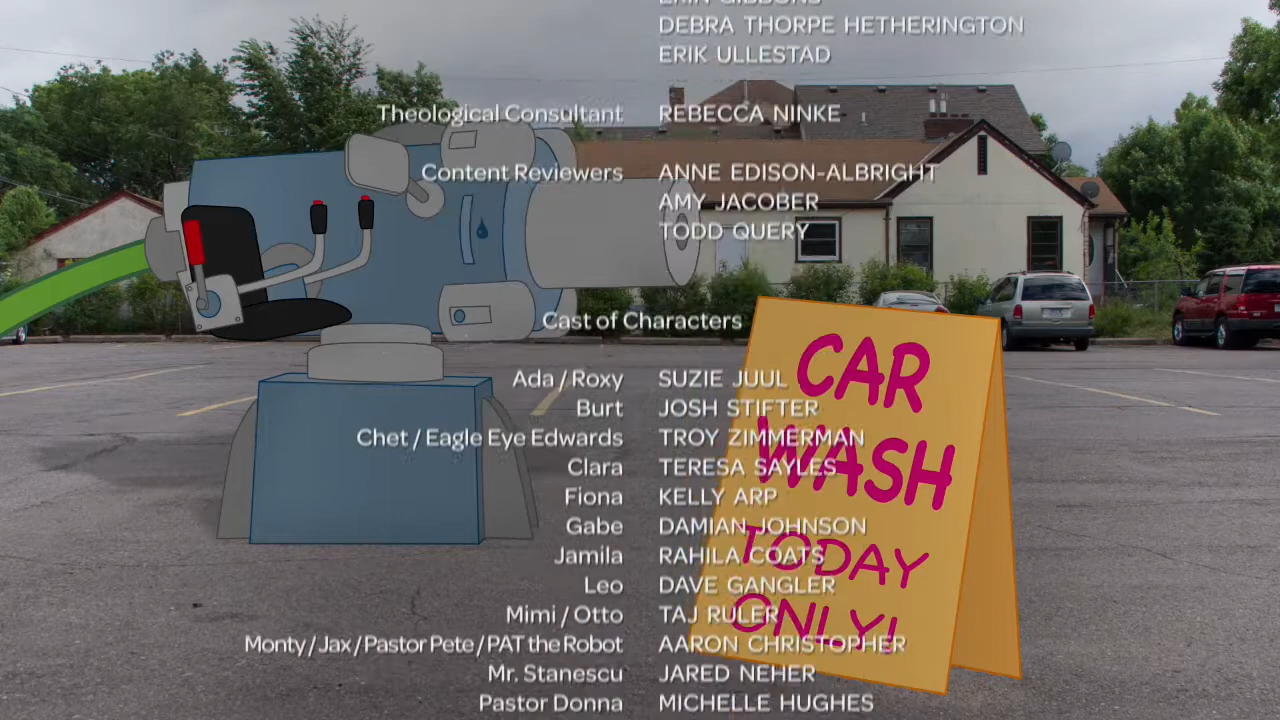 ERIN GIBBONS
DEBRA THORPE HETHERINGTON
ERIK ULLESTAD
Theological Consultant REBECCA NINKE
Content Reviewers ANNE EDISON-ALBRIGHT
AMY JACOBER
TODD QUERY
Cast of Characters
Ada / Roxy SUZIE JUUL
Burt JOSH STIFTER
Chet / Eagle Eye Edwards TROY ZIMMERMAN
Clara TERESA SAYLES
Fiona KELLY ARP
Gabe DAMIAN JOHNSON
Jamila RAHILA COATS
Leo DAVE GANGLER
Mimi / Otto TAJ RULER
Monty / Jax / Pastor Pete / PAT the Robot AARON CHRISTOPHER
Mr. Stanescu JARED NEHER
Pastor Donna MICHELLE HUGHES
CAR
WASH
TODAY
ONLY!